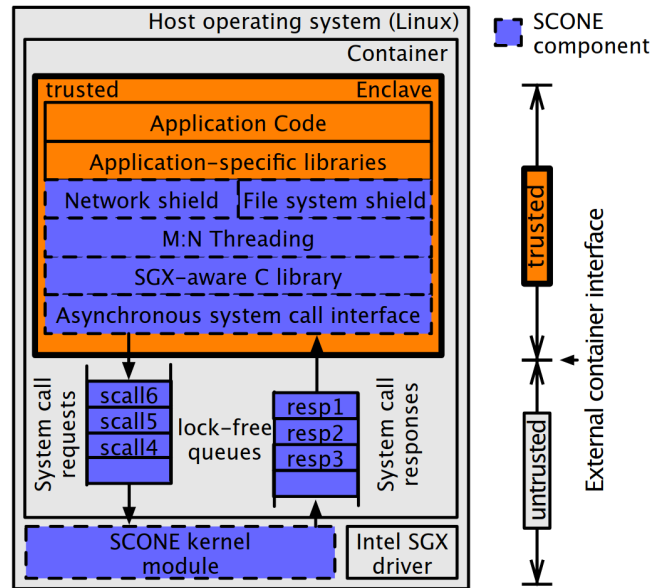 Host operating system (Linux)
SCONE
component
Container
trusted
Enclave
Application Code
Application-specific libraries
Network shield
File system shield
M:N Threading
SGX-aware C library
Asynchronous system call interface
System call
requests
scall6
scall5
scall4
lock-free
queues
resp1
resp2
resp3
System call
responses
SCONE kernel
module
Intel SGX
driver
trusted
untrusted
External container interface